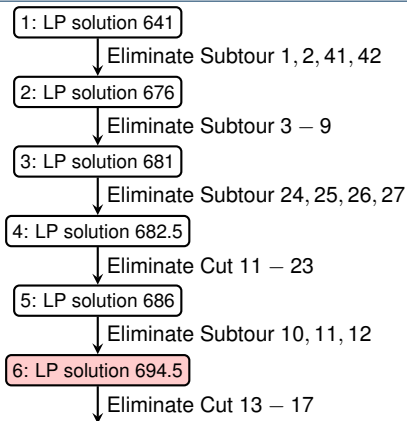 1: LP solution 641
Eliminate Subtour 1, 2, 41, 42
2: LP solution 676
Eliminate Subtour 3 − 9
3: LP solution 681
Eliminate Subtour 24, 25, 26, 27
4: LP solution 682.5
Eliminate Cut 11 − 23
5: LP solution 686
Eliminate Subtour 10, 11, 12
6: LP solution 694.5
Eliminate Cut 13 − 17